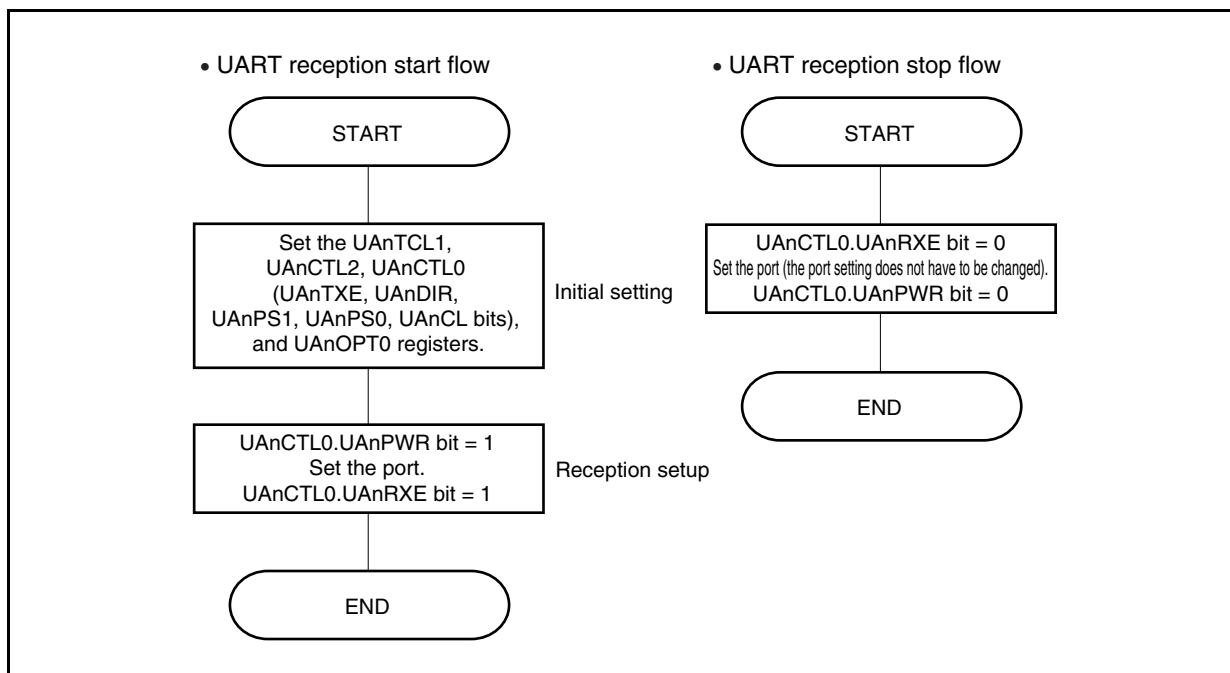 • UART reception start flow
START
Set the UAnTCL1,
UAnCTL2, UAnCTL0
(UAnTXE, UAnDIR,
UAnPS1, UAnPS0, UAnCL bits),
and UAnOPT0 registers.
Initial setting
UAnCTL0.UAnPWR bit = 1
Set the port.
UAnCTL0.UAnRXE bit = 1
Reception setup
END
• UART reception stop flow
START
UAnCTL0.UAnRXE bit = 0
Set the port (the port setting does not have to be changed).
UAnCTL0.UAnPWR bit = 0
END